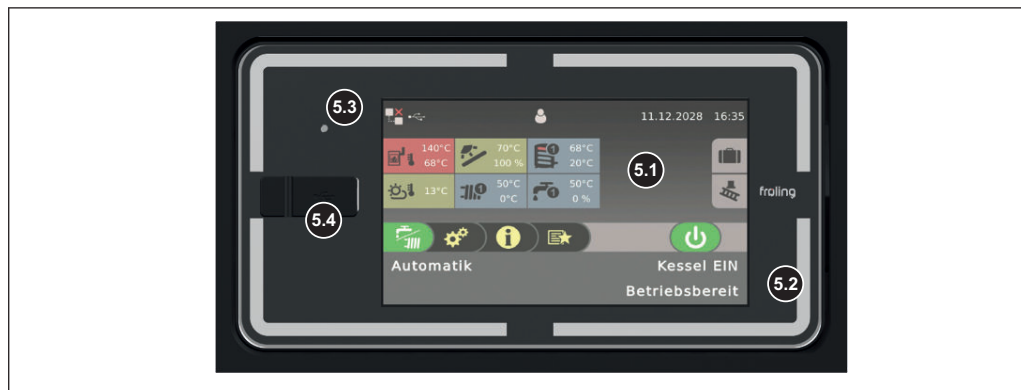 5.3
11.12.2028 16:35
140°C 70°C 68°C
68°C 100 % 20°C
5.1
13°C 50°C 50°C
0°C 0 %
froling
5.4
Automatik Kessel EIN
5.2
Betriebsbereit